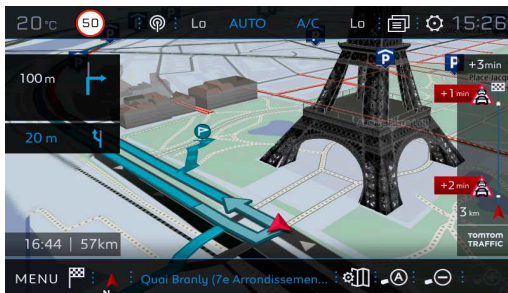 20°C 50 Lo AUTO A/C Lo 15:26
100 m
P
P
+3min
Place Jacq
+1 min
20 m
P
+2 min
3 km
TOMTOM
TRAFFIC
16:44 | 57km
MENU N Quai Branly (7e Arrondissemen... A